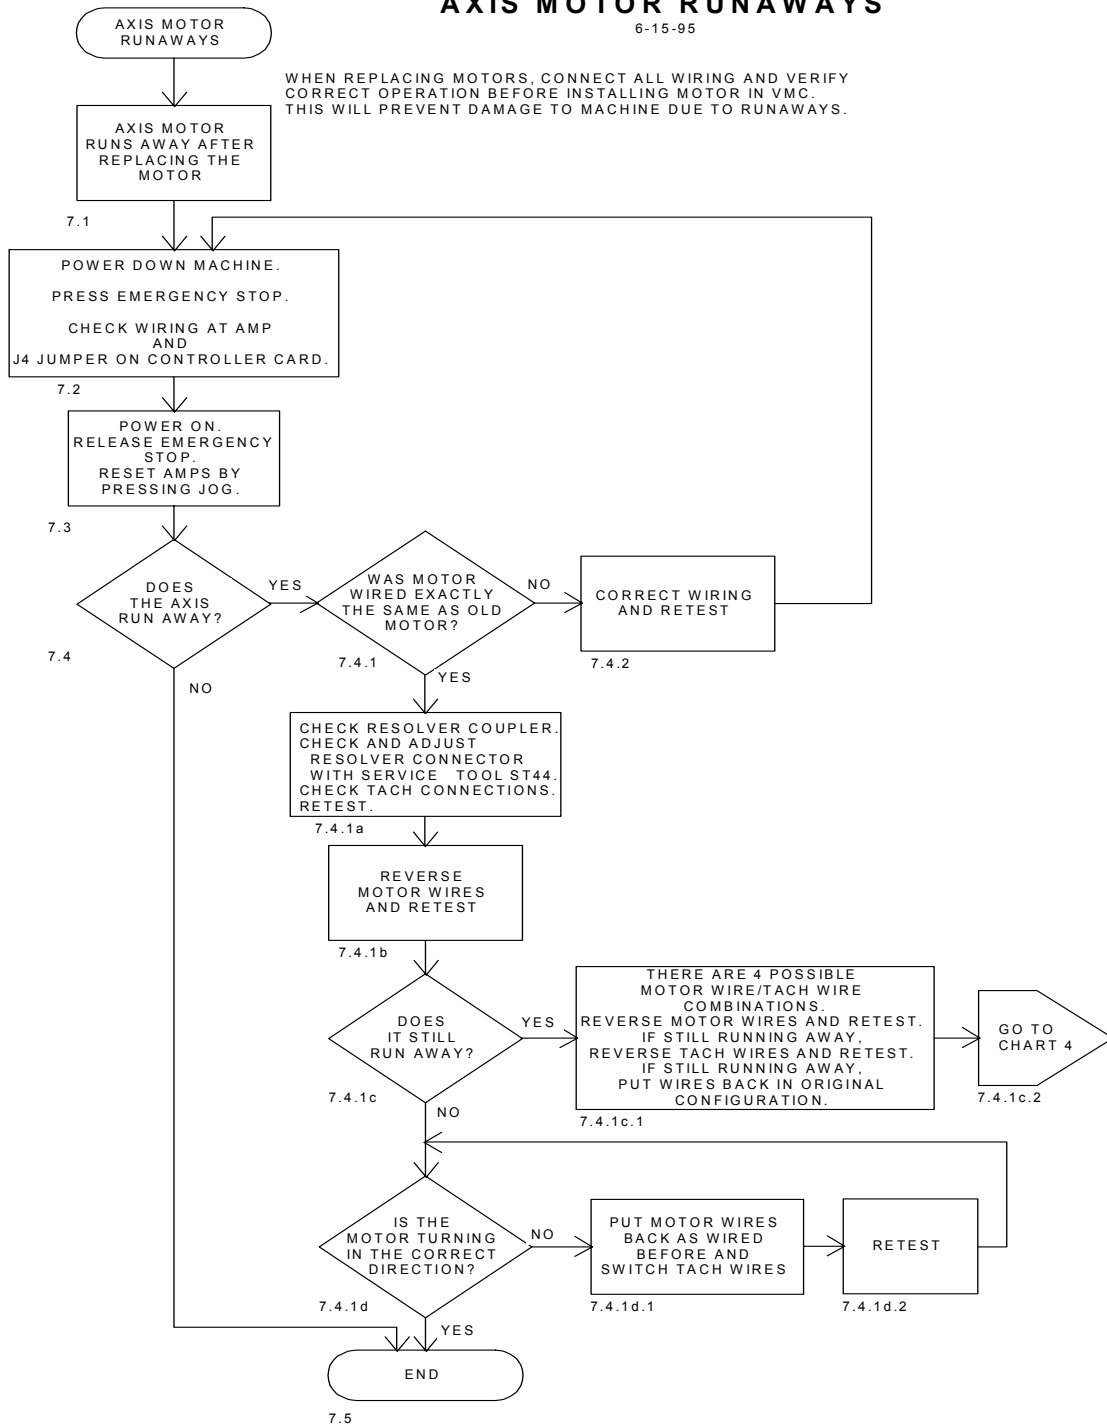 AXIS MOTOR RUNAWAYS
6-15-95
AXIS MOTOR
RUNAWAYS
WHEN REPLACING MOTORS, CONNECT ALL WIRING AND VERIFY
CORRECT OPERATION BEFORE INSTALLING MOTOR IN VMC.
THIS WILL PREVENT DAMAGE TO MACHINE DUE TO RUNAWAYS.
AXIS MOTOR
RUNS AWAY AFTER
REPLACING THE
MOTOR
7.1
POWER DOWN MACHINE.
PRESS EMERGENCY STOP.
CHECK WIRING AT AMP
AND
J4 JUMPER ON CONTROLLER CARD.
7.2
POWER ON.
RELEASE EMERGENCY
STOP.
RESET AMPS BY
PRESSING JOG.
7.3
DOES
THE AXIS
RUN AWAY?
7.4
YES
NO
WAS MOTOR
WIRED EXACTLY
THE SAME AS OLD
MOTOR?
7.4.1
NO
YES
CORRECT WIRING
AND RETEST
7.4.2
CHECK RESOLVER COUPLER.
CHECK AND ADJUST
RESOLVER CONNECTOR
WITH SERVICE TOOL ST44.
CHECK TACH CONNECTIONS.
RETEST.
7.4.1a
REVERSE
MOTOR WIRES
AND RETEST
7.4.1b
DOES
IT STILL
RUN AWAY?
7.4.1c
YES
NO
THERE ARE 4 POSSIBLE
MOTOR WIRE/TACH WIRE
COMBINATIONS.
REVERSE MOTOR WIRES AND RETEST.
IF STILL RUNNING AWAY,
REVERSE TACH WIRES AND RETEST.
IF STILL RUNNING AWAY,
PUT WIRES BACK IN ORIGINAL
CONFIGURATION.
7.4.1c.1
GO TO
CHART 4
7.4.1c.2
IS THE
MOTOR TURNING
IN THE CORRECT
DIRECTION?
7.4.1d
NO
YES
PUT MOTOR WIRES
BACK AS WIRED
BEFORE AND
SWITCH TACH WIRES
7.4.1d.1
RETEST
7.4.1d.2
END
7.5